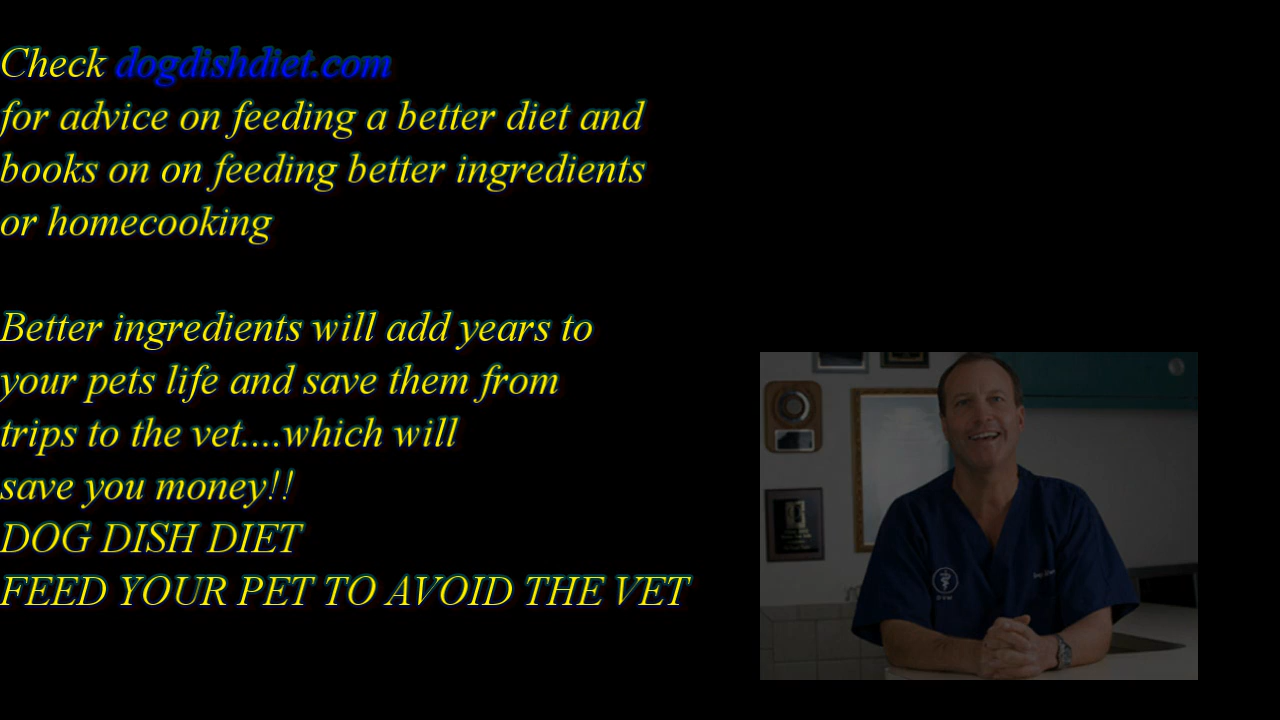 Check dogdishdiet.com
for advice on feeding a better diet and
books on on feeding better ingredients
or homecooking
Better ingredients will add years to
your pets life and save them from
trips to the vet....which will
save you money!!
DOG DISH DIET
FEED YOUR PET TO AVOID THE VET